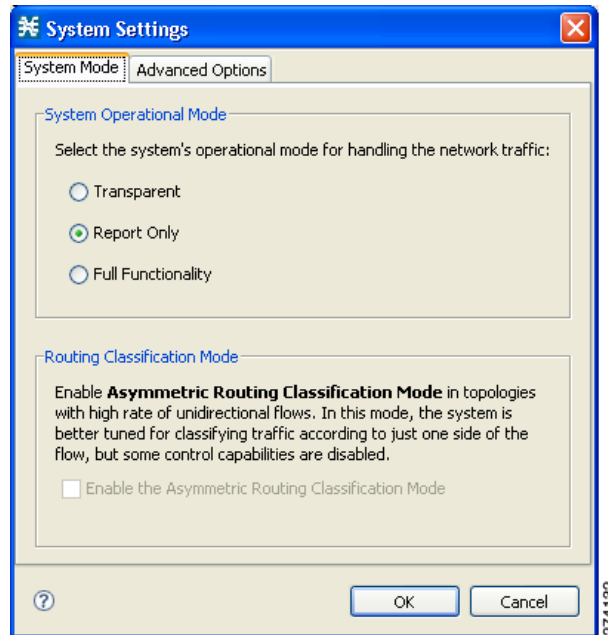 System Settings
System Mode
Advanced Options
System Operational Mode
Select the system's operational mode for handling the network traffic:
Transparent
Report Only
Full Functionality
Routing Classification Mode
Enable Asymmetric Routing Classification Mode in topologies
with high rate of unidirectional flows. In this mode, the system is
better tuned for classifying traffic according to just one side of the
flow, but some control capabilities are disabled.
Enable the Asymmetric Routing Classification Mode
?
OK
Cancel